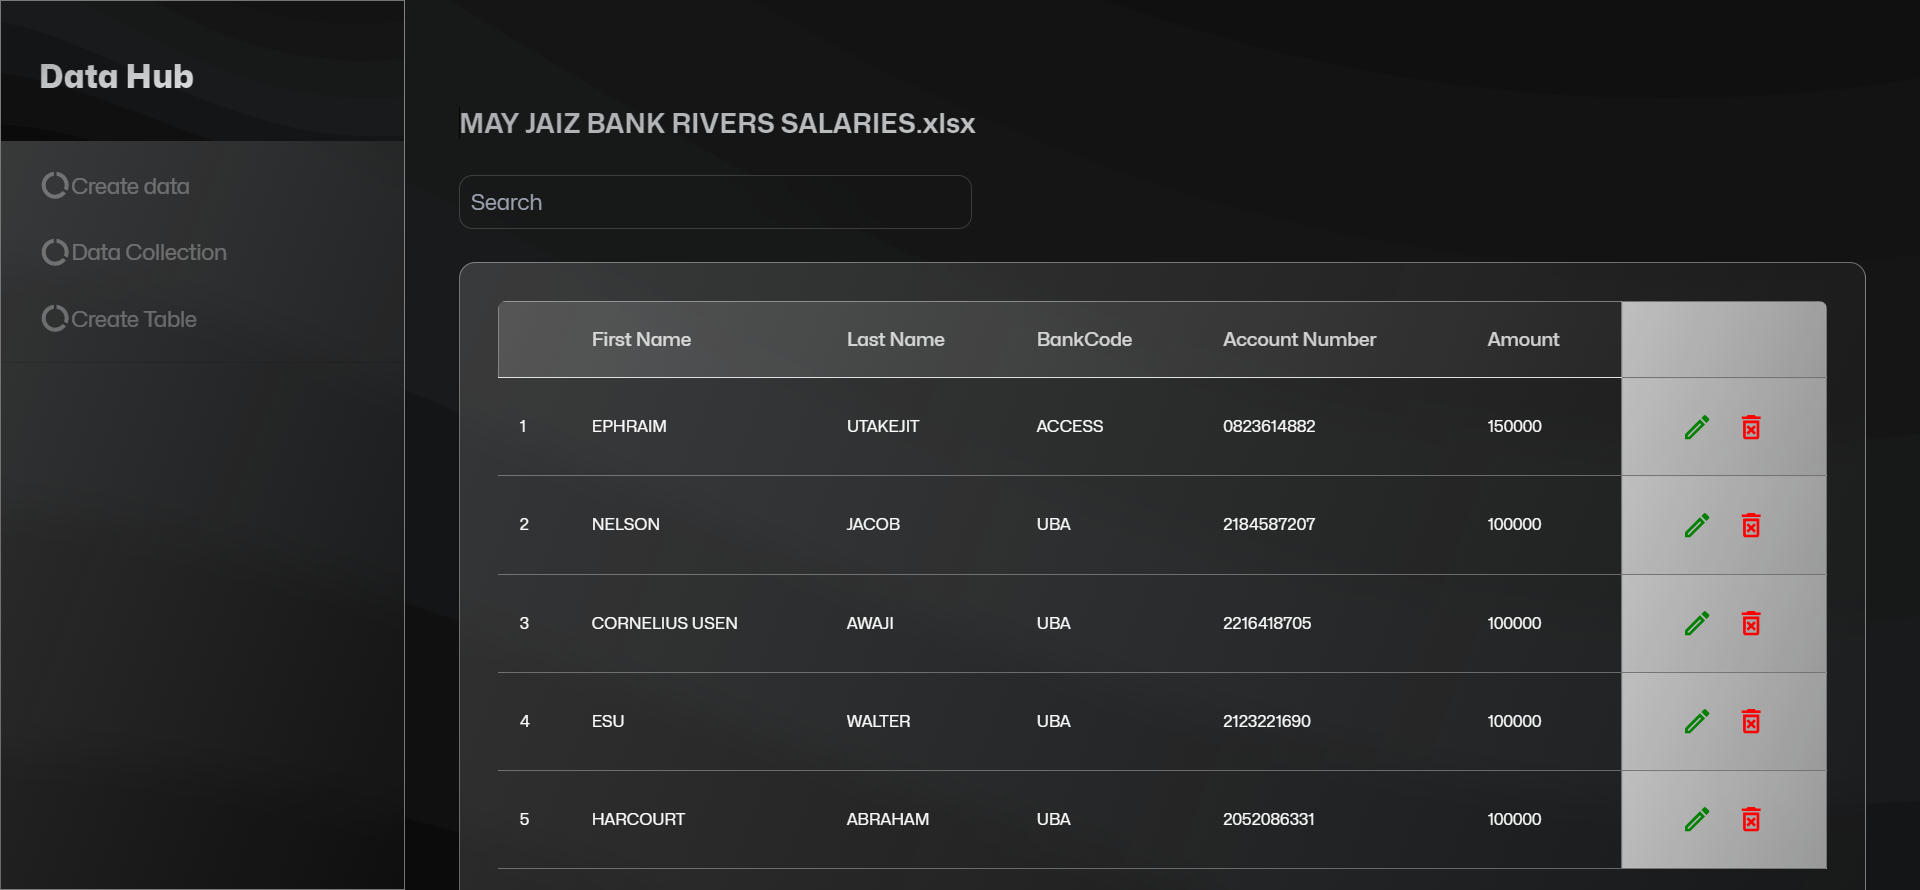 Data Hub
Create data
Data Collection
Create Table
MAY JAIZ BANK RIVERS SALARIES.xlsx
Search
First Name Last Name BankCode Account Number Amount
1 EPHRAIM UTAKEJIT ACCESS 0823614882 150000
2 NELSON JACOB UBA 2184587207 100000
3 CORNELIUS USEN AWAJI UBA 2216418705 100000
4 ESU WALTER UBA 2123221690 100000
5 HARCOURT ABRAHAM UBA 2052086331 100000